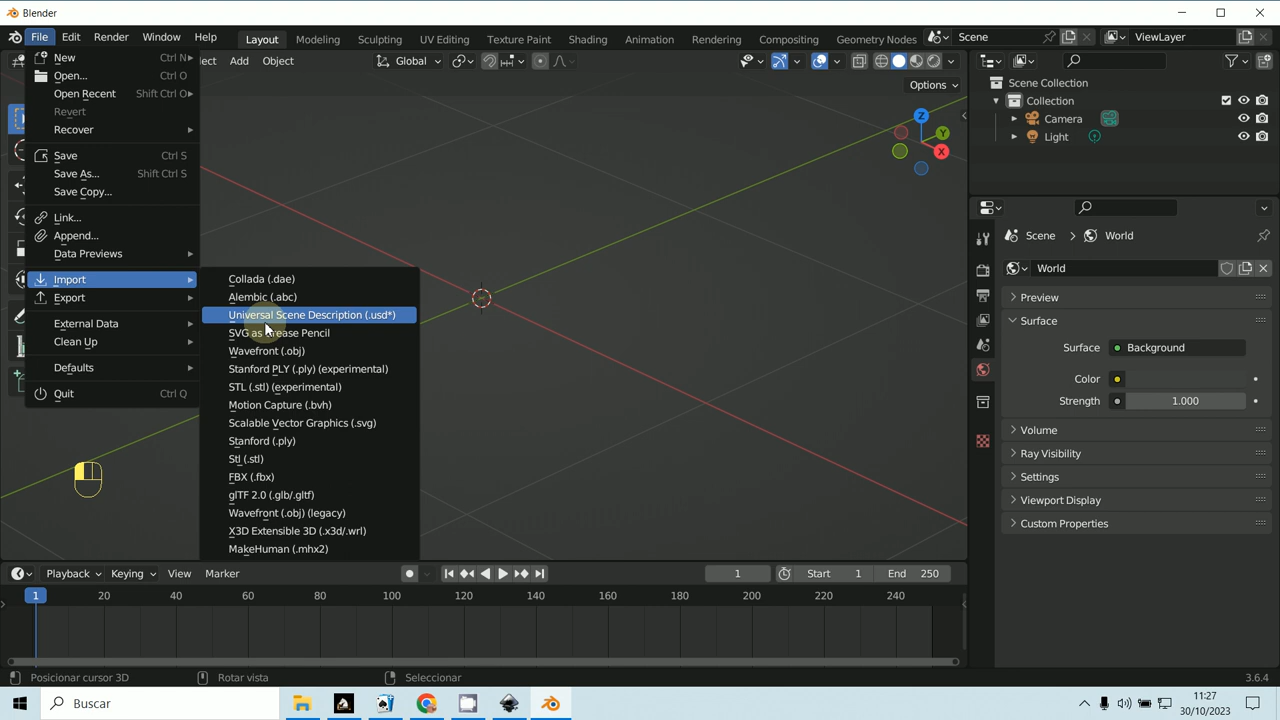 Blender
File Edit Render Window Help Layout Modeling Sculpting UV Editing Texture Paint Shading Animation Rendering Compositing Geometry Nodes Scene ViewLayer
New Ctrl N
Open... Ctrl O
Open Recent Shift Ctrl O
Revert
Recover
Save Ctrl S
Save As... Shift Ctrl S
Save Copy...
Link...
Append...
Data Previews
Import
Export
External Data
Clean Up
Defaults
Quit Ctrl Q
Collada (.dae)
Alembic (.abc)
Universal Scene Description (.usd*)
SVG as Grease Pencil
Wavefront (.obj)
Stanford PLY (.ply) (experimental)
STL (.stl) (experimental)
Motion Capture (.bvh)
Scalable Vector Graphics (.svg)
Stanford (.ply)
Stl (.stl)
FBX (.fbx)
glTF 2.0 (.glb/.gltf)
Wavefront (.obj) (legacy)
X3D Extensible 3D (.x3d/.wrl)
MakeHuman (.mhx2)
Add Object Global
Options
Z
Y
X
Scene Collection
Collection
Camera
Light
Scene World
World
Preview
Surface
Surface Background
Color
Strength 1.000
Volume
Ray Visibility
Settings
Viewport Display
Custom Properties
Playback Keying View Marker 1 Start 1 End 250
1 20 40 60 80 100 120 140 160 180 200 220 240
Posicionar cursor 3D Rotar vista Seleccionar 3.6.4
Buscar
11:27
30/10/2023